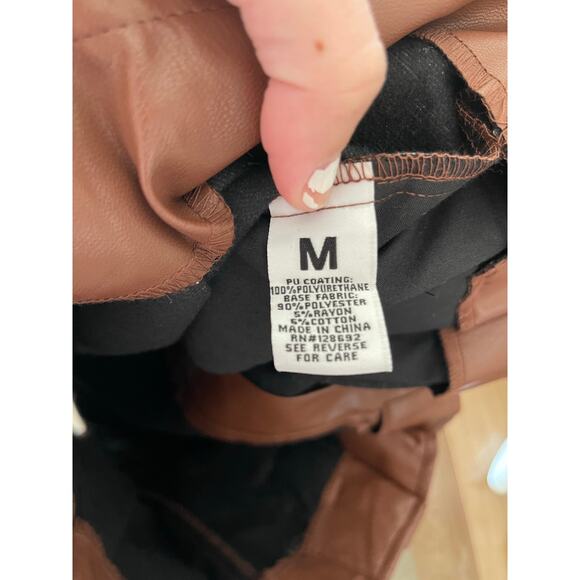 M
PU COATING:
100%POLYURETHANE
BASE FABRIC:
90%POLYESTER
5%RAYON
5%COTTON
MADE IN CHINA
RN#128692
SEE REVERSE
FOR CARE